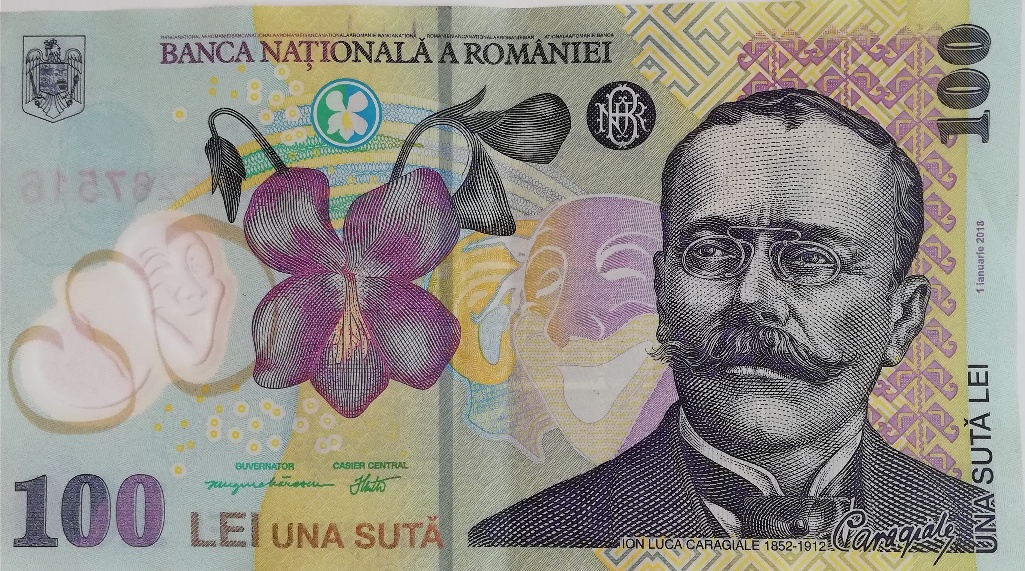 BANCA NAȚIONALĂ A ROMÂNIEI
100
1 ianuarie 2018
GUVERNATOR
CASIER CENTRAL
100
LEI UNA SUTĂ
UNA SUTĂ LEI
ION LUCA CARAGIALE 1852-1912
Caragiale